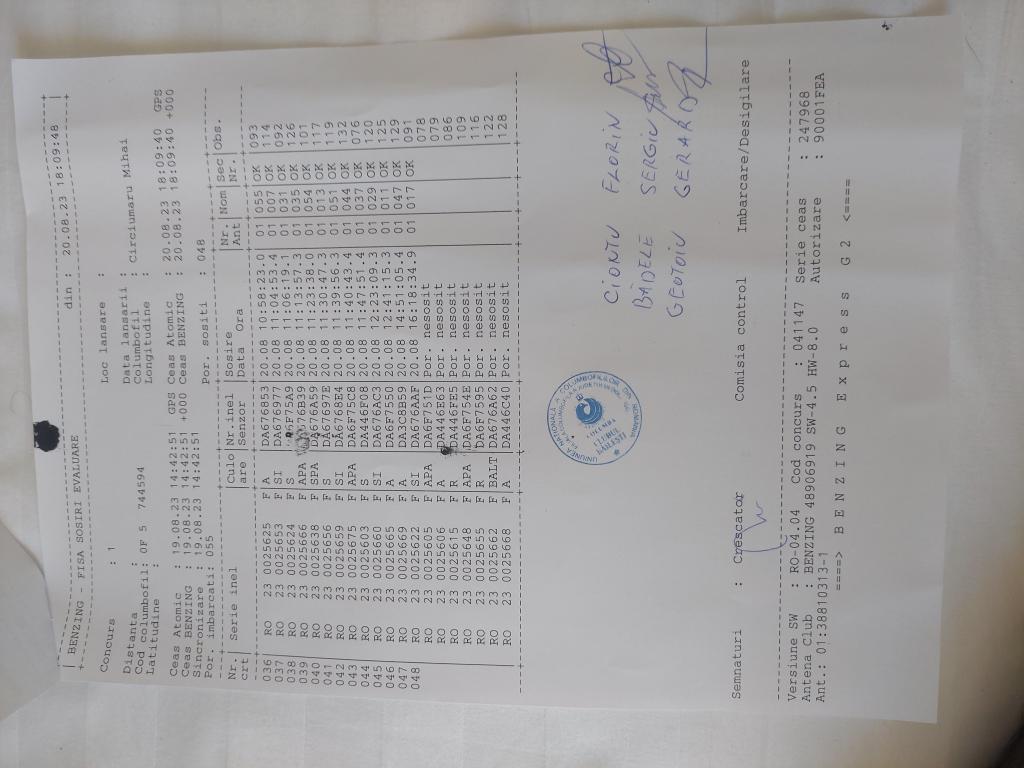 BENZING - FISA SOSIRI EVALUARE din : 20.08.23 18:09:48
Concurs : 1 Loc lansare :
Distanta : Data lansarii :
Cod columbofil: OF 5 744594 Columbofil : Circiumaru Mihai
Latitudine : Longitudine :
Ceas Atomic : 19.08.23 14:42:51 GPS Ceas Atomic : 20.08.23 18:09:40 GPS
Ceas BENZING : 19.08.23 14:42:51 +000 Ceas BENZING : 20.08.23 18:09:40 +000
Sincronizare : 19.08.23 14:42:51
Por. imbarcati: 055 Por. sositi : 048
Nr. Serie inel Culo Nr.inel Sosire Nr. Nom Sec Obs.
crt are Senzor Data Ora Ant Nr.
036 RO 23 0025625 F A DA676853 20.08 10:58:23.0 01 055 OK 093
037 RO 23 0025653 F SI DA676977 20.08 11:04:53.4 01 007 OK 114
038 RO 23 0025624 F S 20.08 11:06:19.1 01 031 OK 092
039 RO 23 0025666 F APA 20.08 11:13:57.3 01 035 OK 126
040 RO 23 0025638 F SPA DA676A59 20.08 11:23:38.0 01 054 OK 101
041 RO 23 0025656 F S DA67697E 20.08 11:30:47.9 01 013 OK 117
042 RO 23 0025659 F SI DA6768E4 20.08 11:39:56.3 01 051 OK 119
043 RO 23 0025675 F APA DA6F75C8 20.08 11:40:43.4 01 044 OK 132
044 RO 23 0025603 F A 20.08 11:47:51.4 01 037 OK 076
045 RO 23 0025660 F SI DA676AC3 20.08 12:23:09.3 01 029 OK 120
046 RO 23 0025665 F A DA6F7550 20.08 12:41:15.3 01 011 OK 125
047 RO 23 0025669 F A DA3C8B59 20.08 14:51:05.4 01 047 OK 129
048 RO 23 0025622 F SI DA676AAF 20.08 16:18:34.9 01 017 OK 091
RO 23 0025605 F APA DA6F751D Por. nesosit 078
RO 23 0025606 F A DA446E63 Por. nesosit 079
RO 23 0025615 F R DA446FE5 Por. nesosit 086
RO 23 0025648 F APA DA6F754E Por. nesosit 109
RO 23 0025655 F R DA6F7595 Por. nesosit 116
RO 23 0025662 F BALT DA676A62 Por. nesosit 122
RO 23 0025668 F A DA446C4D Por. nesosit 128
CIONTU FLORIN
BĂDELE SERGIU
GEOTOIU GERARD
UNIUNEA NATIONALA A COLUMBOFILILOR DIN ROMANIA
CLUBUL
BAILESTI
Semnaturi : Crescator Comisia control Imbarcare/Desigilare
Versiune SW : RO-04.04 Cod concurs : 041147 Serie ceas : 247968
Antena Club : BENZING 48906919 SW-4.5 HW-8.0 Autorizare : 90001FEA
Ant.: 01:38810313-1
====> B E N Z I N G E x p r e s s G 2 <====